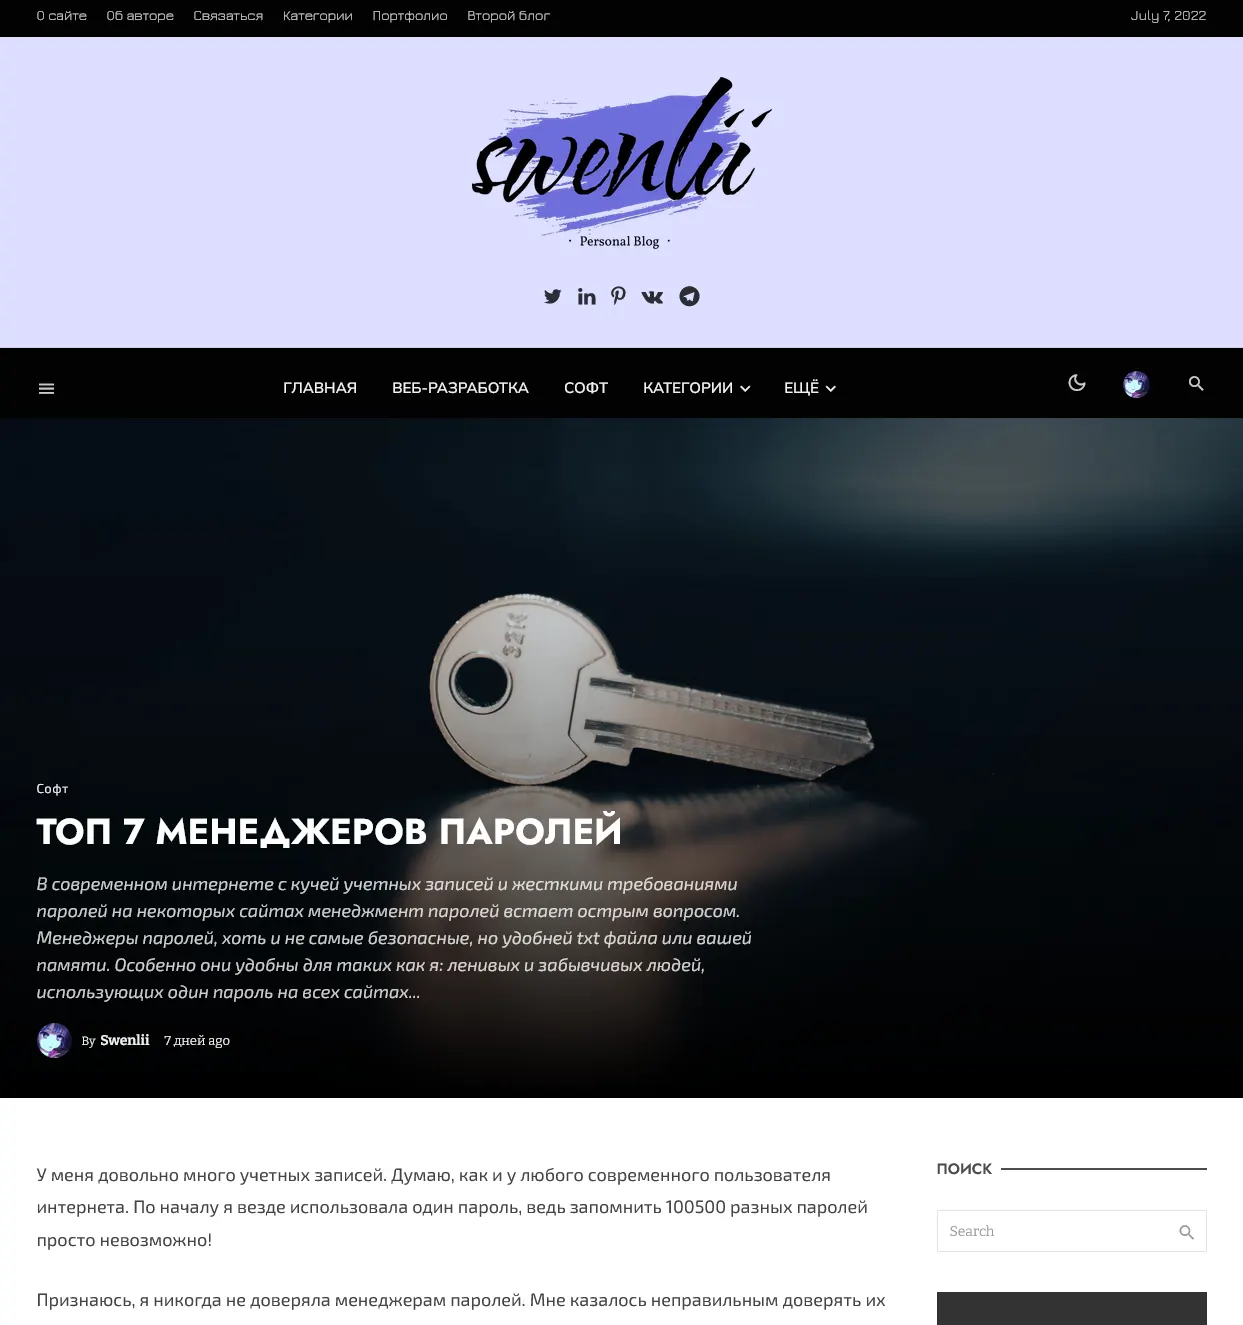 О сайте Об авторе Связаться Категории Портфолио Второй блог July 7, 2022
swenlii
· Personal Blog ·
ГЛАВНАЯ ВЕБ-РАЗРАБОТКА СОФТ КАТЕГОРИИ ЕЩЁ
32K
Софт
ТОП 7 МЕНЕДЖЕРОВ ПАРОЛЕЙ
В современном интернете с кучей учетных записей и жесткими требованиями
паролей на некоторых сайтах менеджмент паролей встает острым вопросом.
Менеджеры паролей, хоть и не самые безопасные, но удобней txt файла или вашей
памяти. Особенно они удобны для таких как я: ленивых и забывчивых людей,
использующих один пароль на всех сайтах...
By Swenlii 7 дней ago
У меня довольно много учетных записей. Думаю, как и у любого современного пользователя
интернета. По началу я везде использовала один пароль, ведь запомнить 100500 разных паролей
просто невозможно!
Признаюсь, я никогда не доверяла менеджерам паролей. Мне казалось неправильным доверять их
ПОИСК
Search